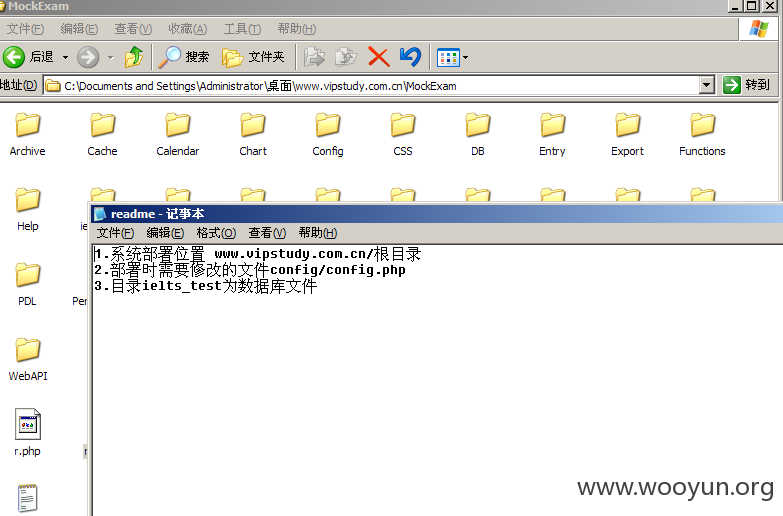 MockExam
文件(F) 编辑(E) 查看(V) 收藏(A) 工具(T) 帮助(H)
后退 搜索 文件夹
地址(D) C:\Documents and Settings\Administrator\桌面\www.vipstudy.com.cn\MockExam 转到
Archive Cache Calendar Chart Config CSS DB Entry Export Functions
Help
readme - 记事本
文件(F) 编辑(E) 格式(O) 查看(V) 帮助(H)
1.系统部署位置 www.vipstudy.com.cn/根目录
2.部署时需要修改的文件config/config.php
3.目录ielts_test为数据库文件
PDL
WebAPI
r.php
www.wooyun.org